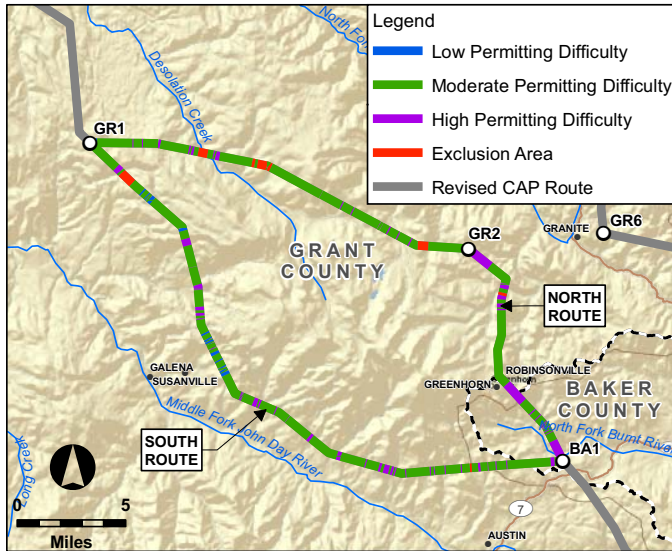 North Fork
Legend
Low Permitting Difficulty
Moderate Permitting Difficulty
High Permitting Difficulty
Exclusion Area
Revised CAP Route
Desolation Creek
GR1
GR2
GR6
GRANITE
GRANT
COUNTY
NORTH
ROUTE
GALENA
SUSANVILLE
ROBINSONVILLE
GREENHORN
BAKER
COUNTY
Middle Fork John Day River
North Fork Burnt River
SOUTH
ROUTE
BA1
Long Creek
0 5
Miles
7
AUSTIN